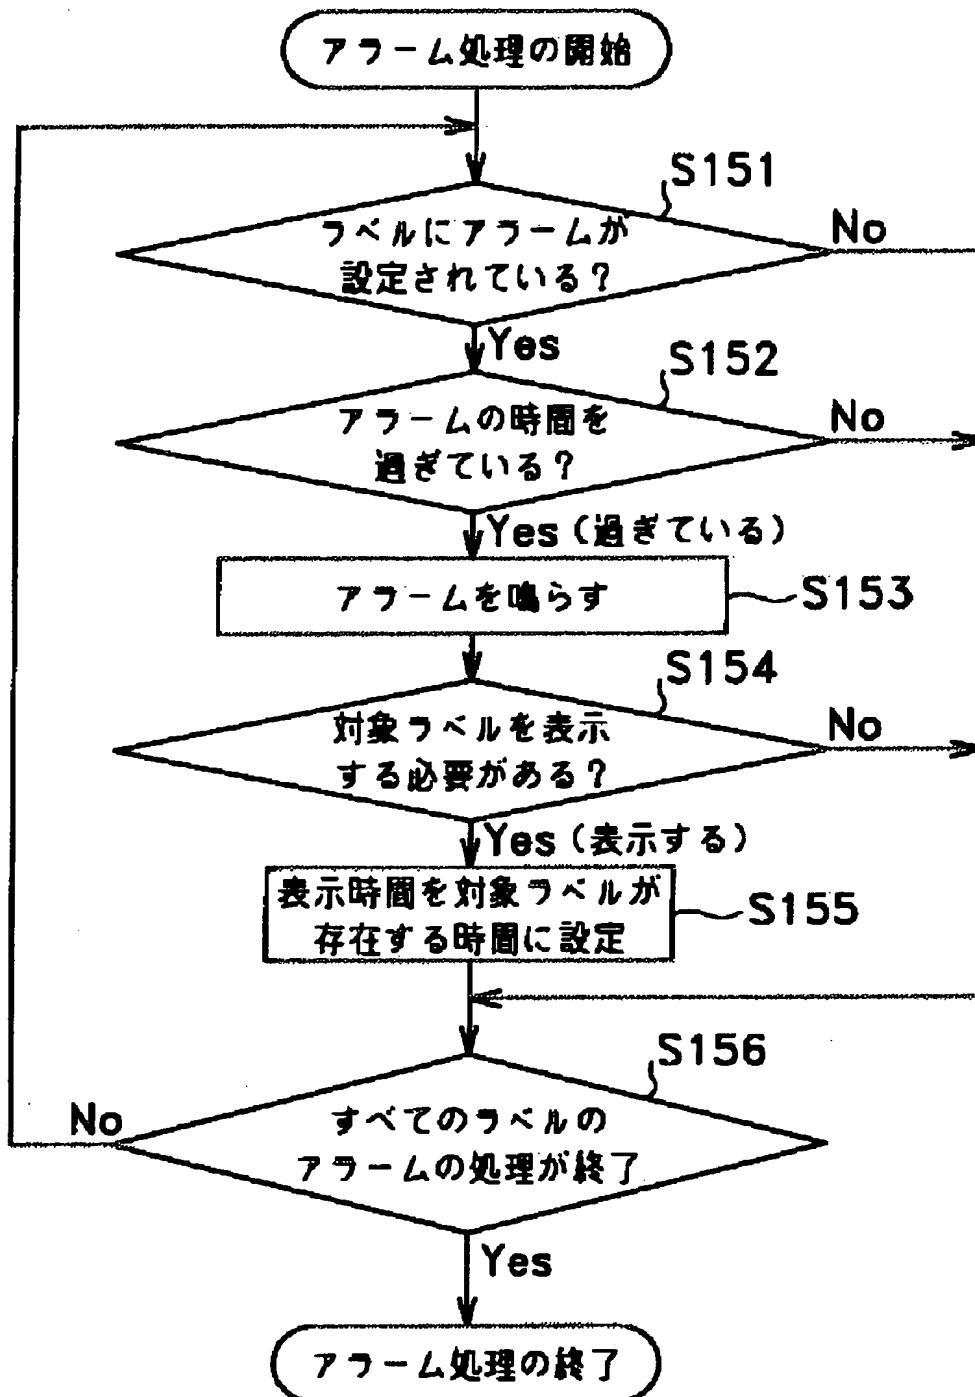 アラーム処理の開始
S151
ラベルにアラームが
設定されている?
No
Yes
S152
アラームの時間を
過ぎている?
No
Yes(過ぎている)
アラームを鳴らす
S153
S154
対象ラベルを表示
する必要がある?
No
Yes(表示する)
表示時間を対象ラベルが
存在する時間に設定
S155
S156
すべてのラベルの
アラームの処理が終了
No
Yes
アラーム処理の終了